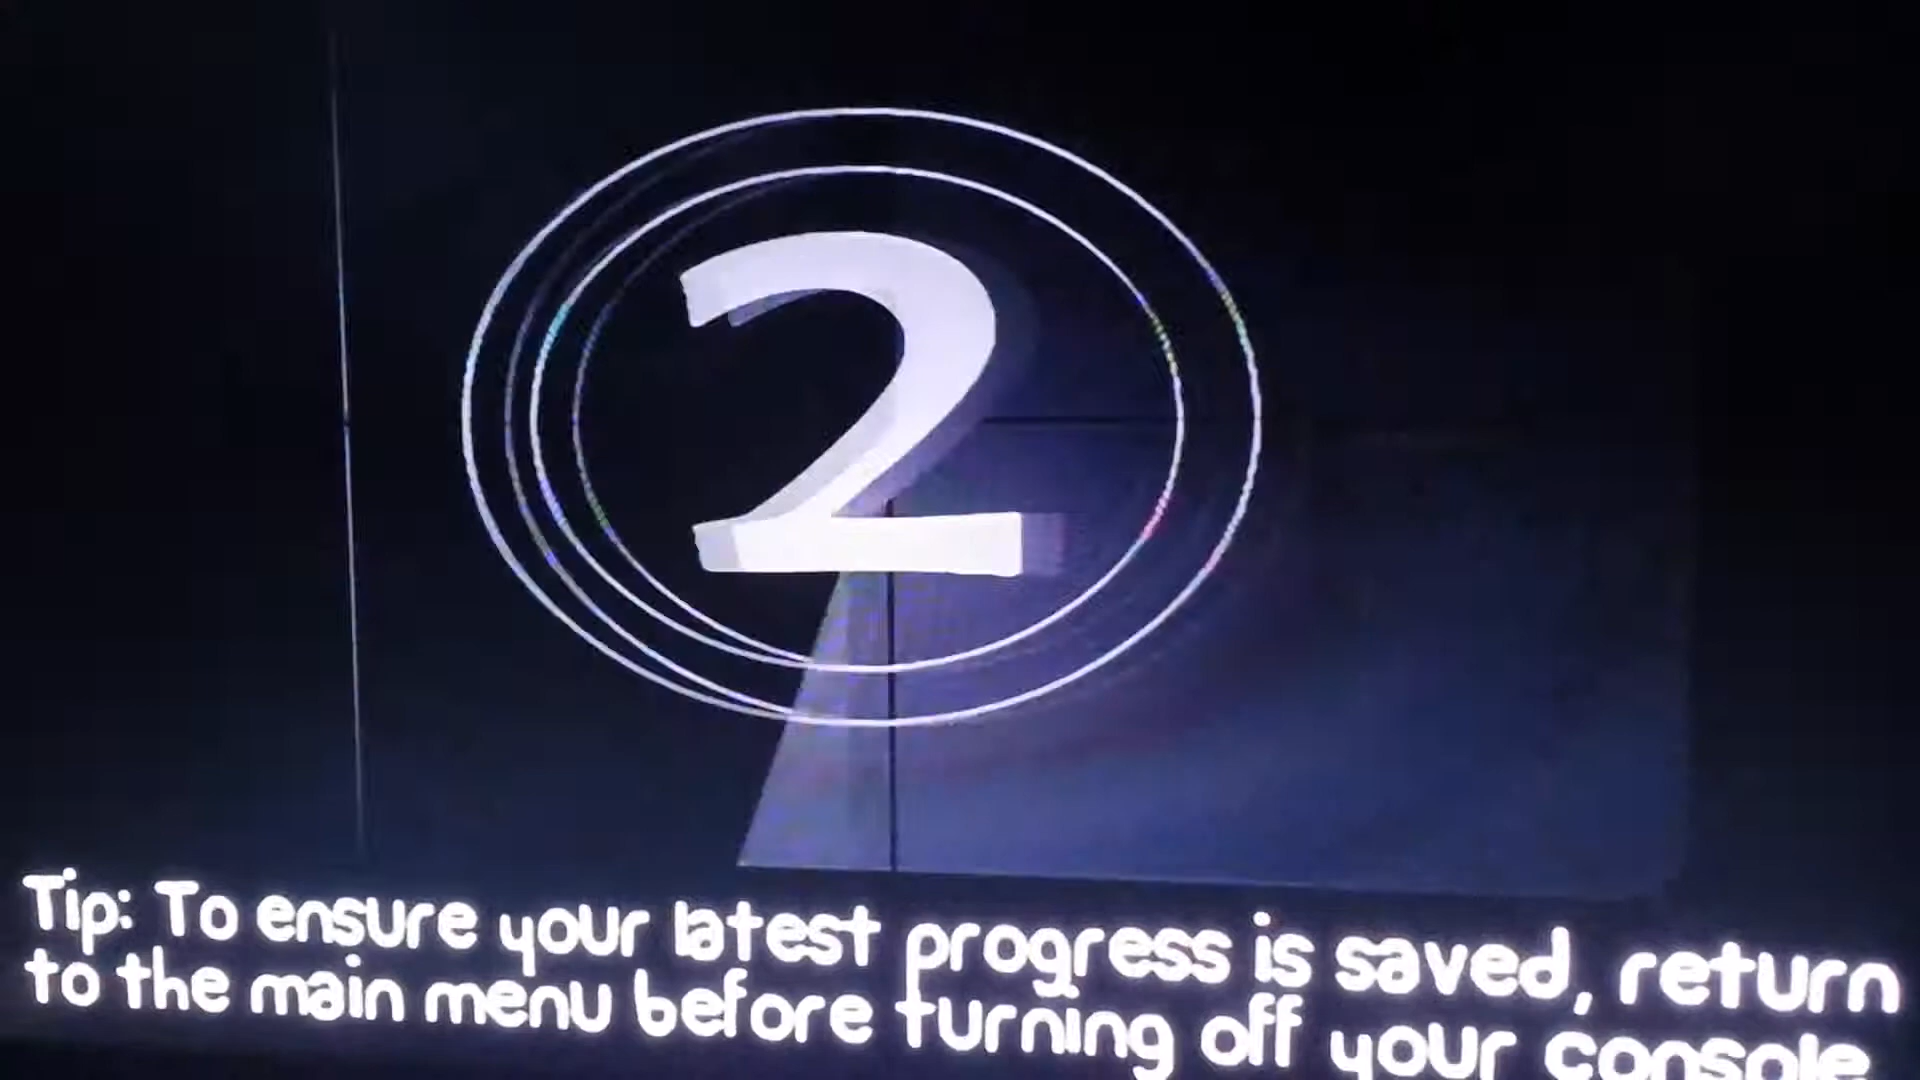 2
Tip: To ensure your latest progress is saved, return
to the main menu before turning off your console